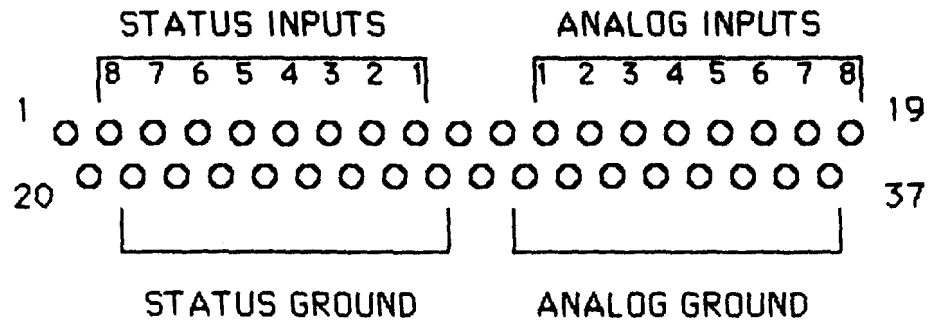 STATUS INPUTS ANALOG INPUTS
8 7 6 5 4 3 2 1 1 2 3 4 5 6 7 8
1 19
20 37
STATUS GROUND ANALOG GROUND